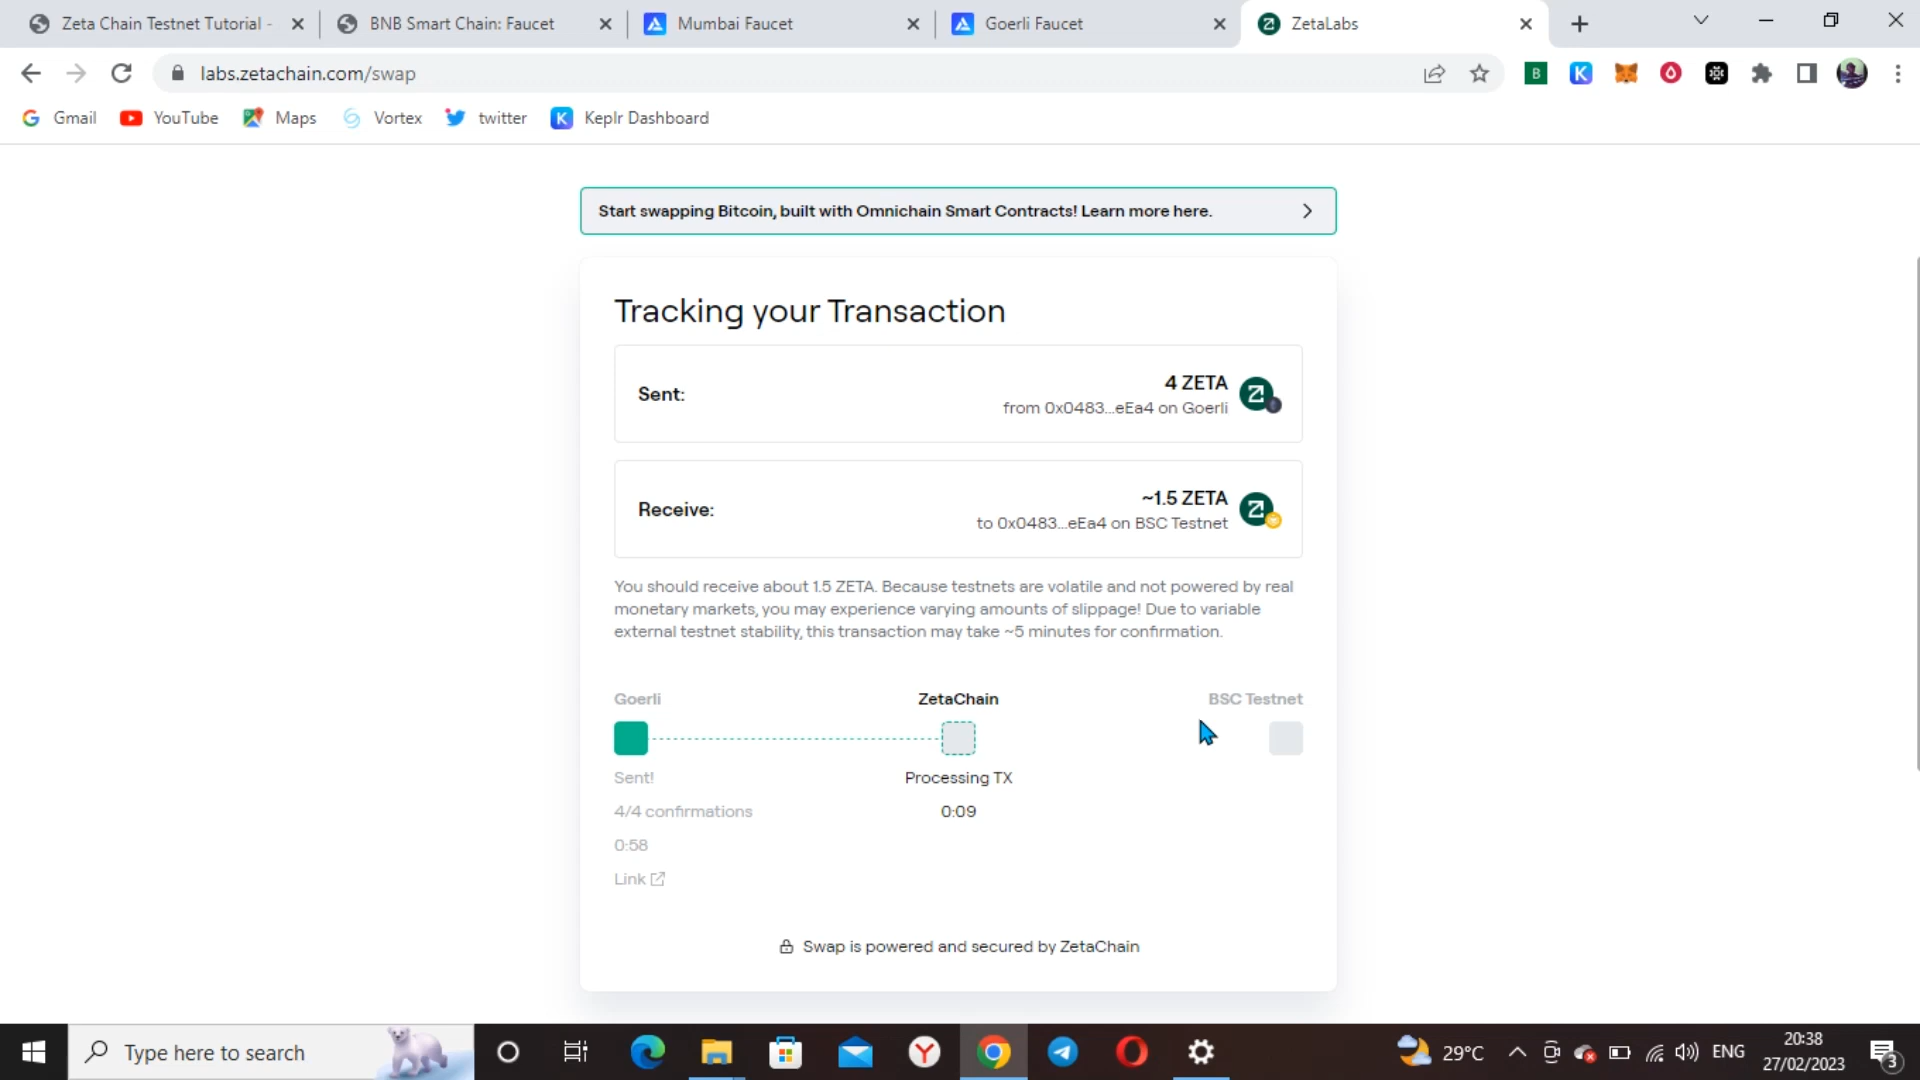 Zeta Chain Testnet Tutorial -
BNB Smart Chain: Faucet
Mumbai Faucet
Goerli Faucet
ZetaLabs
labs.zetachain.com/swap
B
K
Gmail
YouTube
Maps
Vortex
twitter
K
Keplr Dashboard
Start swapping Bitcoin, built with Omnichain Smart Contracts! Learn more here.
Tracking your Transaction
Sent:
4 ZETA
from 0x0483...eEa4 on Goerli
Receive:
~1.5 ZETA
to 0x0483...eEa4 on BSC Testnet
You should receive about 1.5 ZETA. Because testnets are volatile and not powered by real
monetary markets, you may experience varying amounts of slippage! Due to variable
external testnet stability, this transaction may take ~5 minutes for confirmation.
Goerli
ZetaChain
BSC Testnet
Sent!
Processing TX
4/4 confirmations
0:09
0:58
Link
Swap is powered and secured by ZetaChain
Type here to search
29°C
ENG
20:38
27/02/2023
3